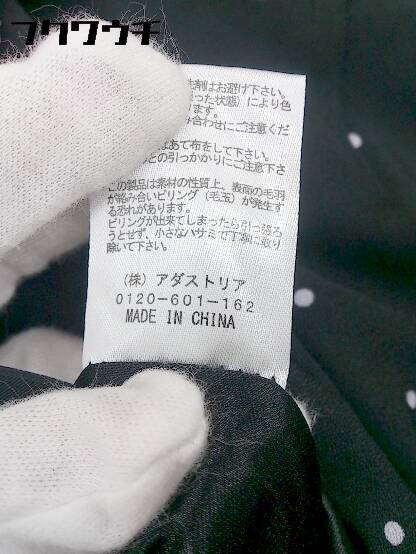 フクワウチ
剤はお避け下さい。
った状態)により色
ります。
み合わせにご注意くだ
はあて布をして下さい。
との引っかかりにご注意下さ
この製品は素材の性質上、表面の毛羽
が絡み合いピリング(毛玉)が発生す
る恐れがあります。
ピリングが出来てしまったら引っ張ろ
うとせず、小さなハサミで丁寧に取り
除いて下さい。
(株) アダストリア
0120-601-162
MADE IN CHINA